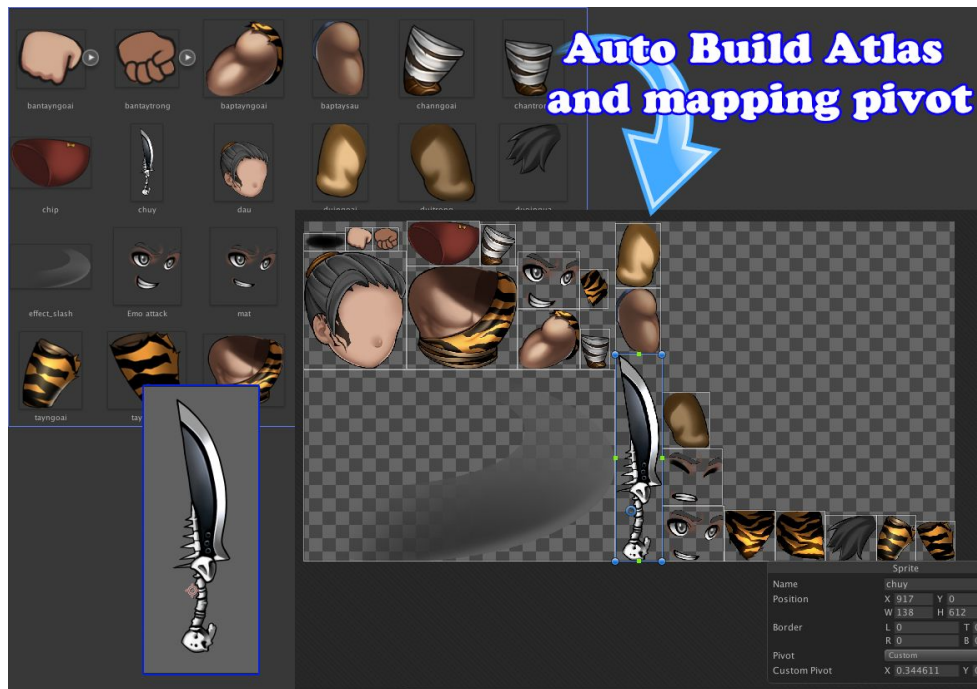 Auto Build Atlas
and mapping pivot
bantayngoai
bantaytrong
baptayngoai
baptaysau
channgoai
chantrong
chip
chuy
dau
effect_slash
Emo attack
mat
tayngoai
Sprite
Name chuy
Position X 917 Y 0
W 138 H 612
Border L 0 T
R 0 B
Pivot Custom
Custom Pivot X 0.344611 Y